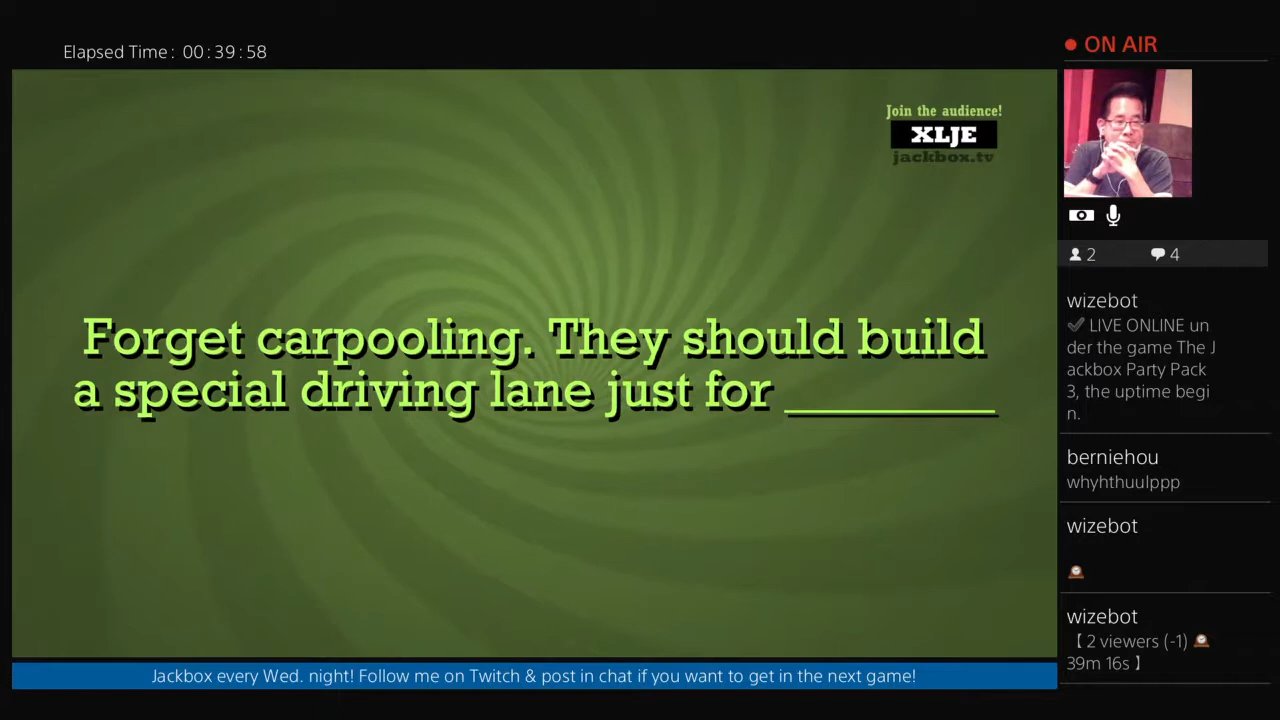 Elapsed Time: 00:39:58
ON AIR
Join the audience!
XLJE
jackbox.tv
Forget carpooling. They should build
a special driving lane just for ________
2 4
wizebot
✔ LIVE ONLINE un
der the game The J
ackbox Party Pack
3, the uptime begi
n.
berniehou
whyhthuulppp
wizebot
wizebot
【 2 viewers (-1)
39m 16s 】
Jackbox every Wed. night! Follow me on Twitch & post in chat if you want to get in the next game!